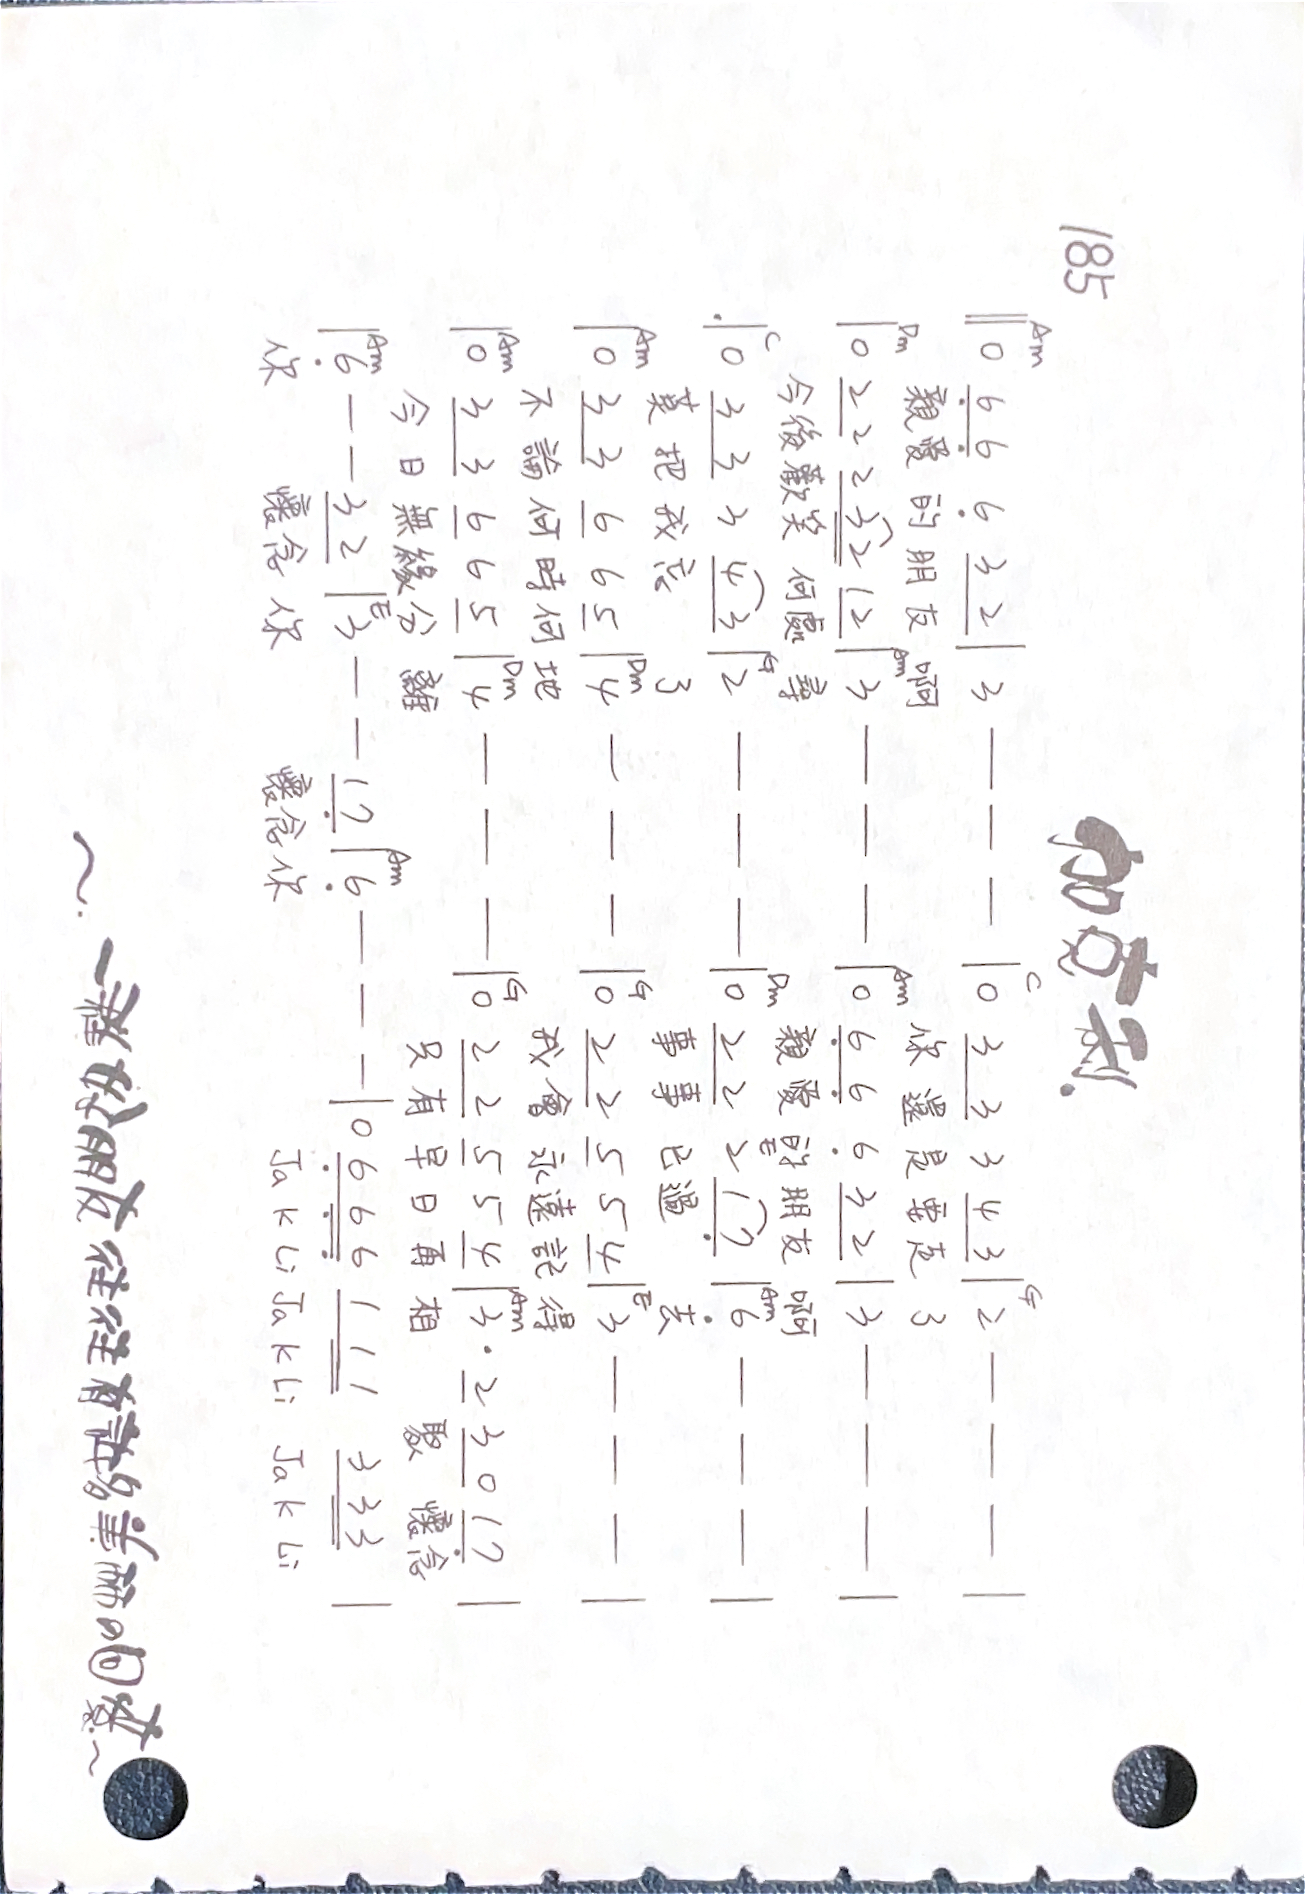 185
加克利.
Am C G
‖0 6 6 6 3 2 | 3 — — — | 0 3 3 3 4 3 | 2 — — — |
親愛的朋友 啊 你還是要走 了
Dm Am Am
| 0 2 2 2 3 2 1 2 | 3 — — — | 0 6 6 6 3 2 | 3 — — — |
今後歡笑 何處 尋 親愛的朋友 啊
C G Dm E Am
.| 0 3 3 3 4 3 | 2 — — — | 0 2 2 2 1 7 | 6 — — — |
莫把我忘 了 事事已過 去
Am Dm G E
| 0 3 3 6 6 5 | 4 — — — | 0 2 2 5 5 4 | 3 — — — |
不論何時何地 我會永遠記得
Am Dm G Am
| 0 3 3 6 6 5 | 4 — — — | 0 2 2 5 5 4 | 3 · 2 3 0 1 7 |
今日無緣分離 只有早日再相 聚 懷念
Am E Am
| 6 — — 3 2 | 3 — — 1 7 | 6 — — — | 0 6 6 6 1 1 1 3 3 3 |
你 懷念你 懷念你 Ja K Li Ja K Li Ja K Li
好朋友往往有許多美麗の回憶~